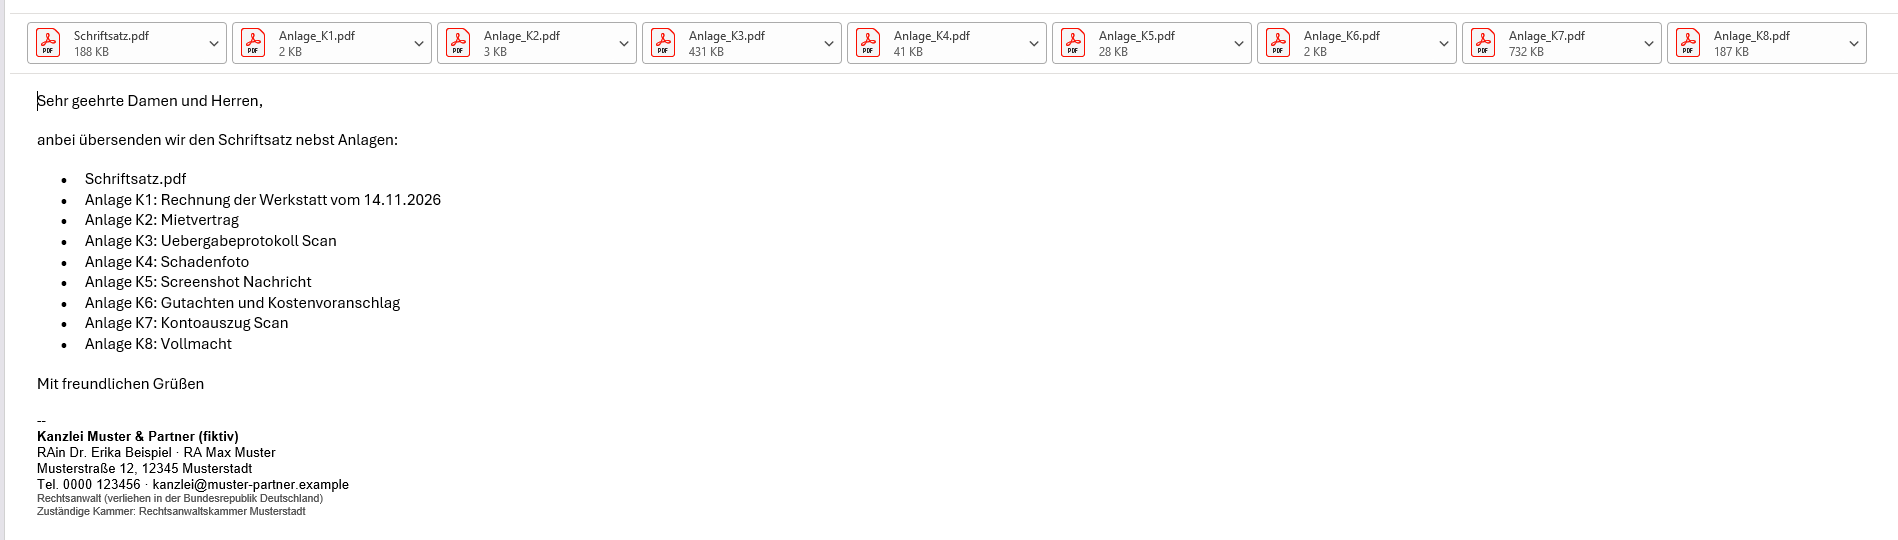 Schriftsatz.pdf
188 KB
Anlage_K1.pdf
2 KB
Anlage_K2.pdf
3 KB
Anlage_K3.pdf
431 KB
Anlage_K4.pdf
41 KB
Anlage_K5.pdf
28 KB
Anlage_K6.pdf
2 KB
Anlage_K7.pdf
732 KB
Anlage_K8.pdf
187 KB
Sehr geehrte Damen und Herren,
anbei übersenden wir den Schriftsatz nebst Anlagen:
• Schriftsatz.pdf
• Anlage K1: Rechnung der Werkstatt vom 14.11.2026
• Anlage K2: Mietvertrag
• Anlage K3: Uebergabeprotokoll Scan
• Anlage K4: Schadenfoto
• Anlage K5: Screenshot Nachricht
• Anlage K6: Gutachten und Kostenvoranschlag
• Anlage K7: Kontoauszug Scan
• Anlage K8: Vollmacht
Mit freundlichen Grüßen
--
Kanzlei Muster & Partner (fiktiv)
RAin Dr. Erika Beispiel · RA Max Muster
Musterstraße 12, 12345 Musterstadt
Tel. 0000 123456 · kanzlei@muster-partner.example
Rechtsanwalt (verliehen in der Bundesrepublik Deutschland)
Zuständige Kammer: Rechtsanwaltskammer Musterstadt